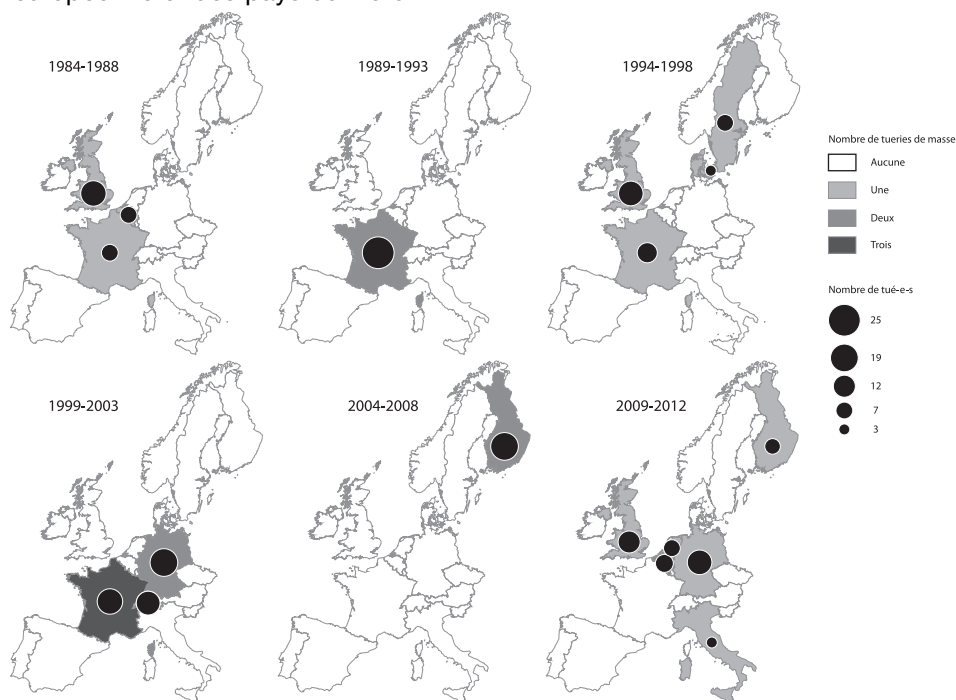 1984-1988
1989-1993
1994-1998
Nombre de tueries de masse
Aucune
Une
Deux
Trois
Nombre de tué-e-s
25
19
12
7
3
1999-2003
2004-2008
2009-2012